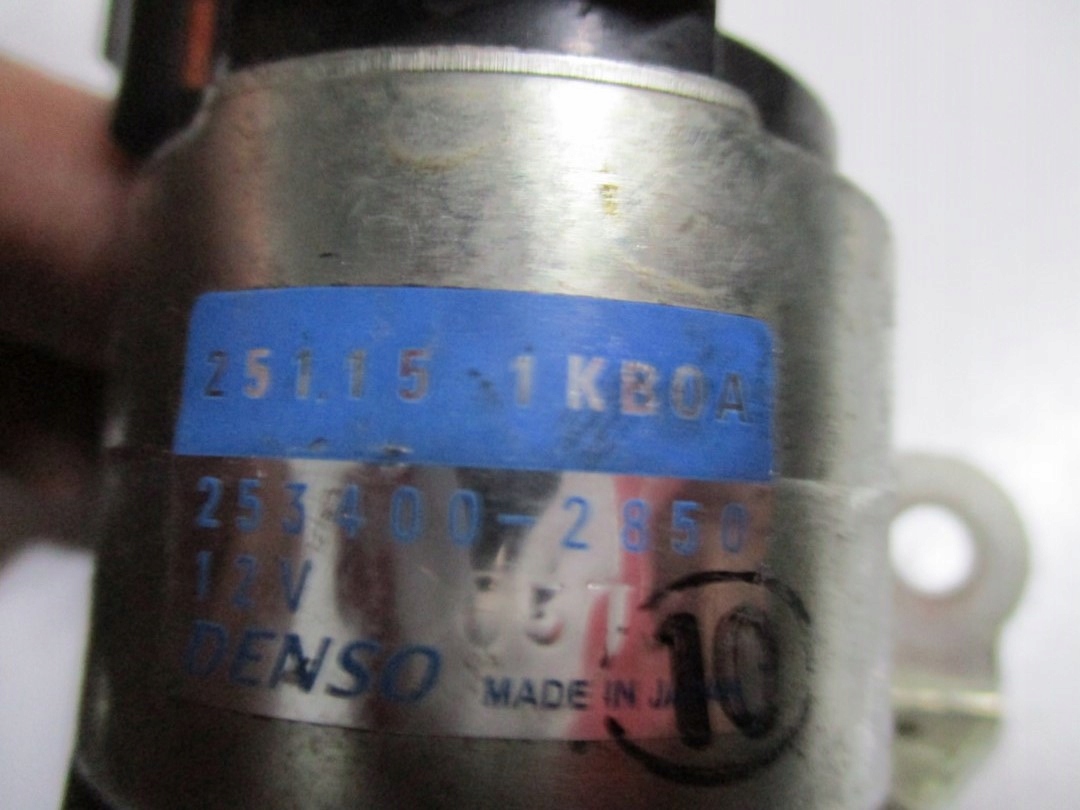 25115 1KB0A
253400-2850
12V
DENSO
MADE IN JAPAN
10